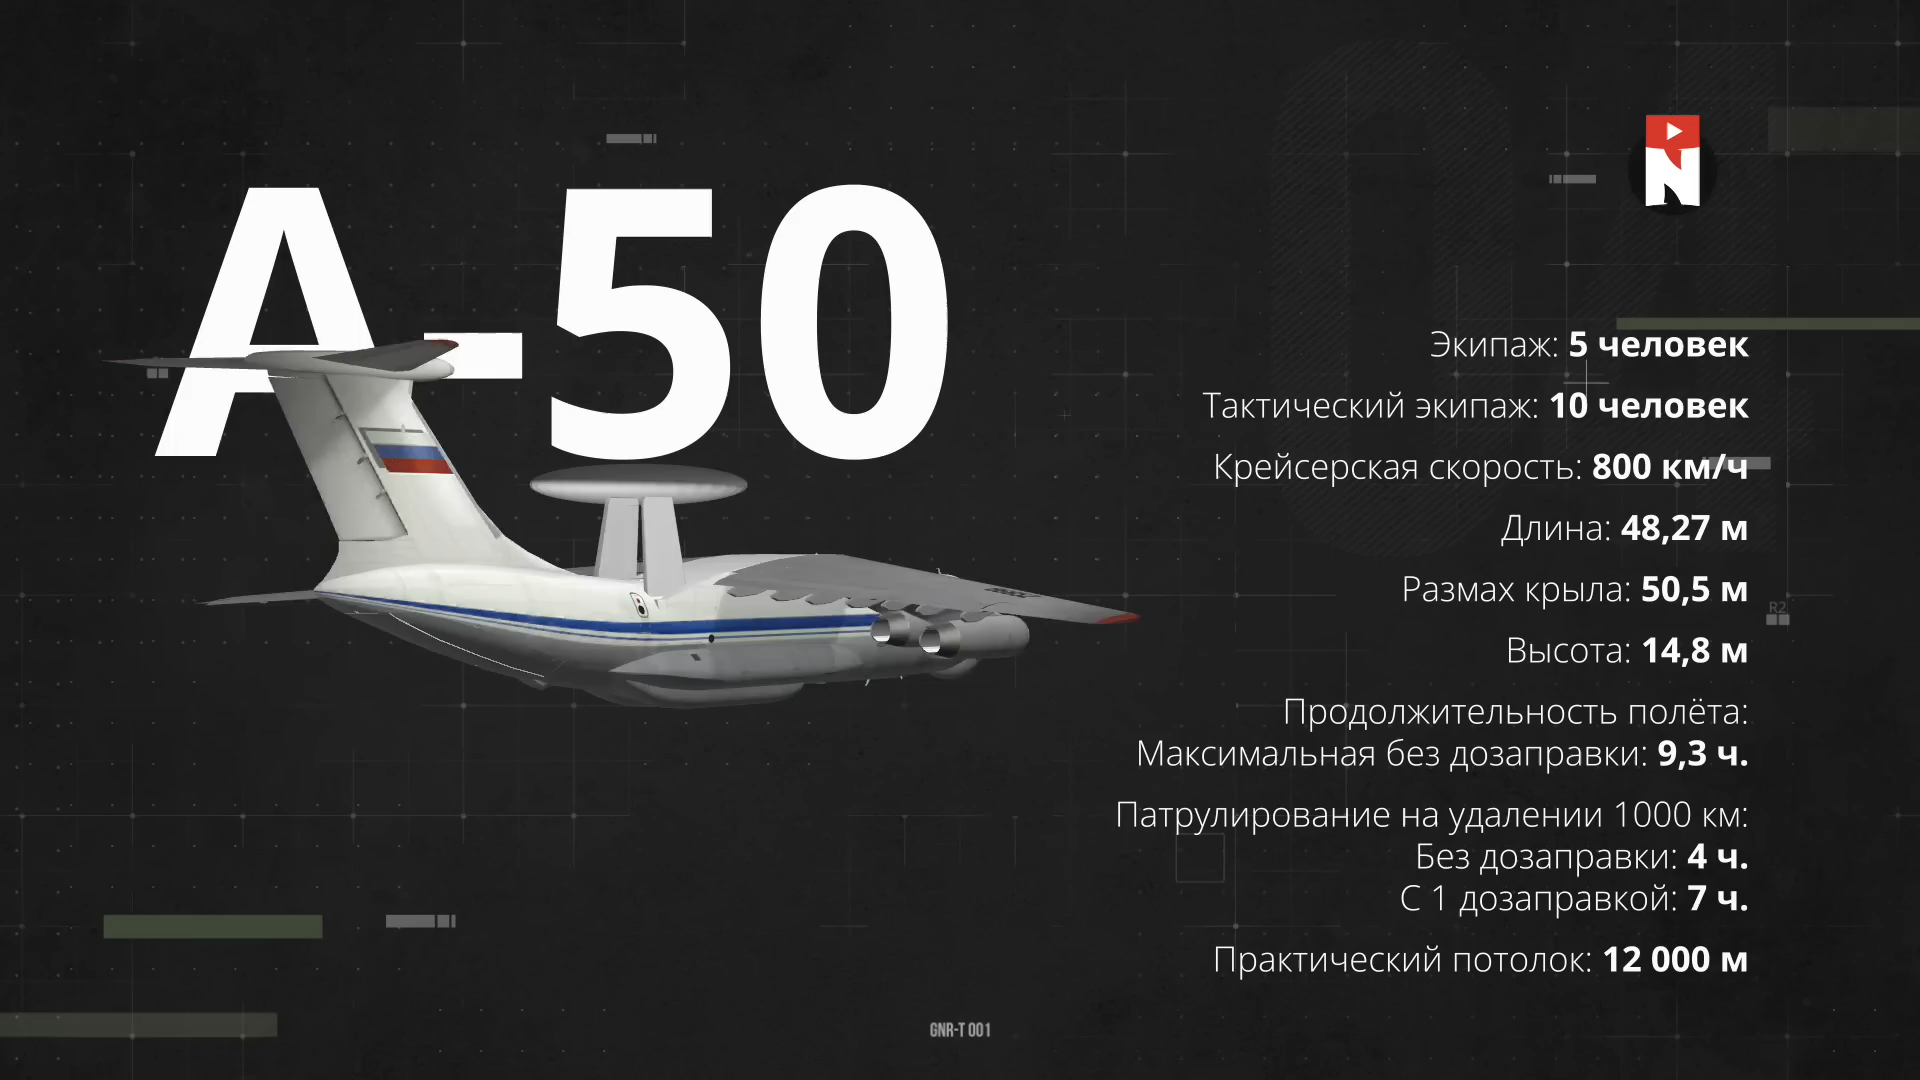 А-50
Экипаж: 5 человек
Тактический экипаж: 10 человек
Крейсерская скорость: 800 км/ч
Длина: 48,27 м
Размах крыла: 50,5 м
Высота: 14,8 м
Продолжительность полёта:
Максимальная без дозаправки: 9,3 ч.
Патрулирование на удалении 1000 км:
Без дозаправки: 4 ч.
С 1 дозаправкой: 7 ч.
Практический потолок: 12 000 м
N
R2
GNR-T 001